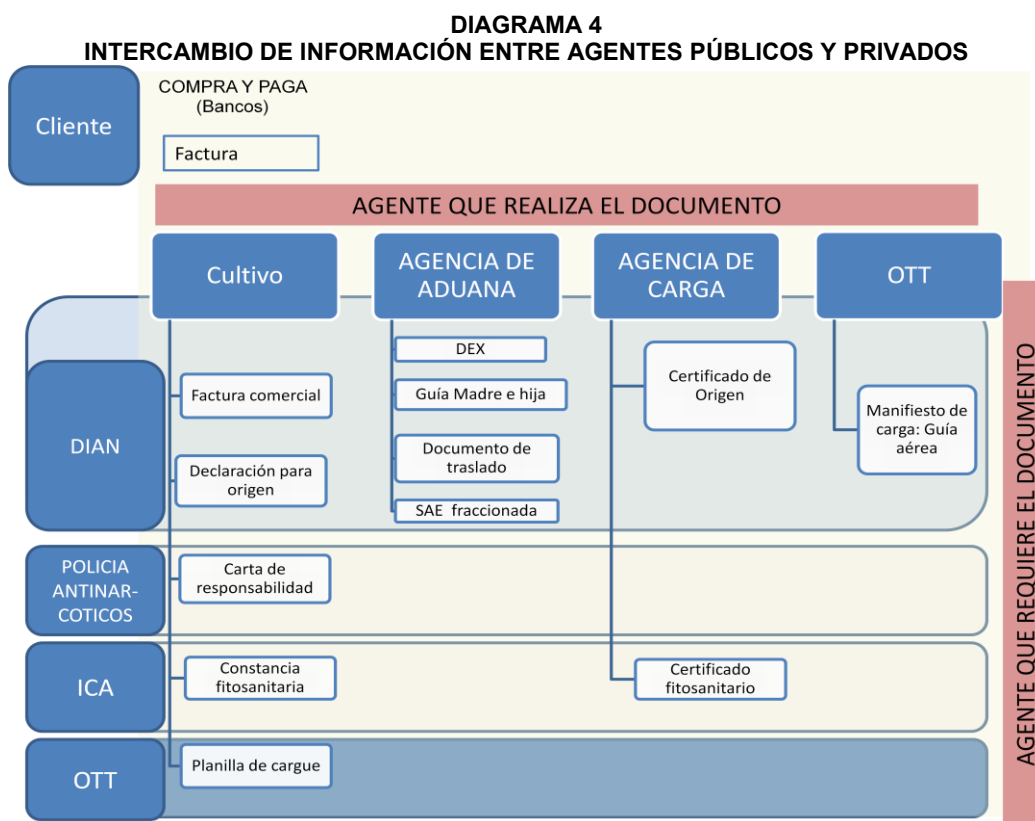 DIAGRAMA 4
INTERCAMBIO DE INFORMACIÓN ENTRE AGENTES PÚBLICOS Y PRIVADOS
Cliente
COMPRA Y PAGA
(Bancos)
Factura
AGENTE QUE REALIZA EL DOCUMENTO
Cultivo
AGENCIA DE
ADUANA
AGENCIA DE
CARGA
OTT
AGENTE QUE REQUIERE EL DOCUMENTO
DIAN
Factura comercial
Declaración para
origen
DEX
Guía Madre e hija
Documento de
traslado
SAE fraccionada
Certificado de
Origen
Manifiesto de
carga: Guía
aérea
POLICIA
ANTINAR-
COTICOS
Carta de
responsabilidad
ICA
Constancia
fitosanitaria
Certificado
fitosanitario
OTT
Planilla de cargue